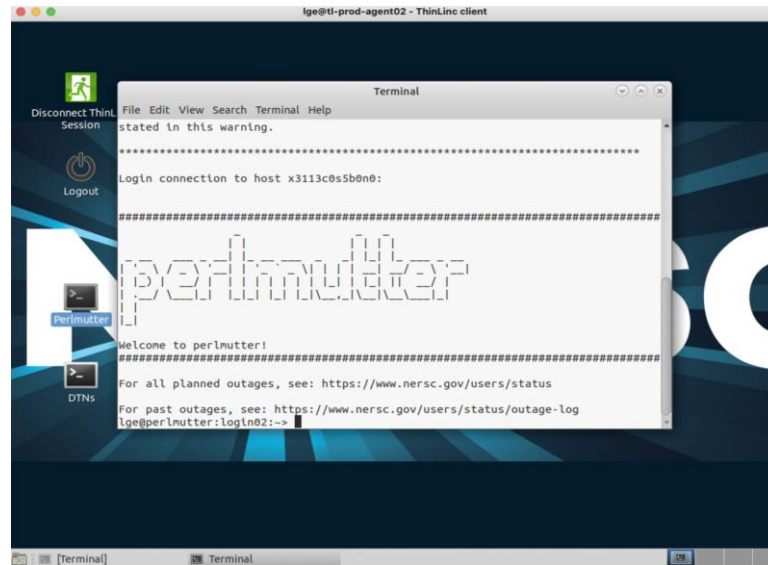 lge@tl-prod-agent02 - ThinLinc client
Disconnect ThinL
Session
Logout
Perlmutter
DTNs
Terminal
File Edit View Search Terminal Help
stated in this warning.
*****************************************************************************
Login connection to host x3113c0s5b0n0:
################################################################################
perlmutter
Welcome to perlmutter!
################################################################################
For all planned outages, see: https://www.nersc.gov/users/status
For past outages, see: https://www.nersc.gov/users/status/outage-log
lge@perlmutter:login02:~>
[Terminal]
Terminal